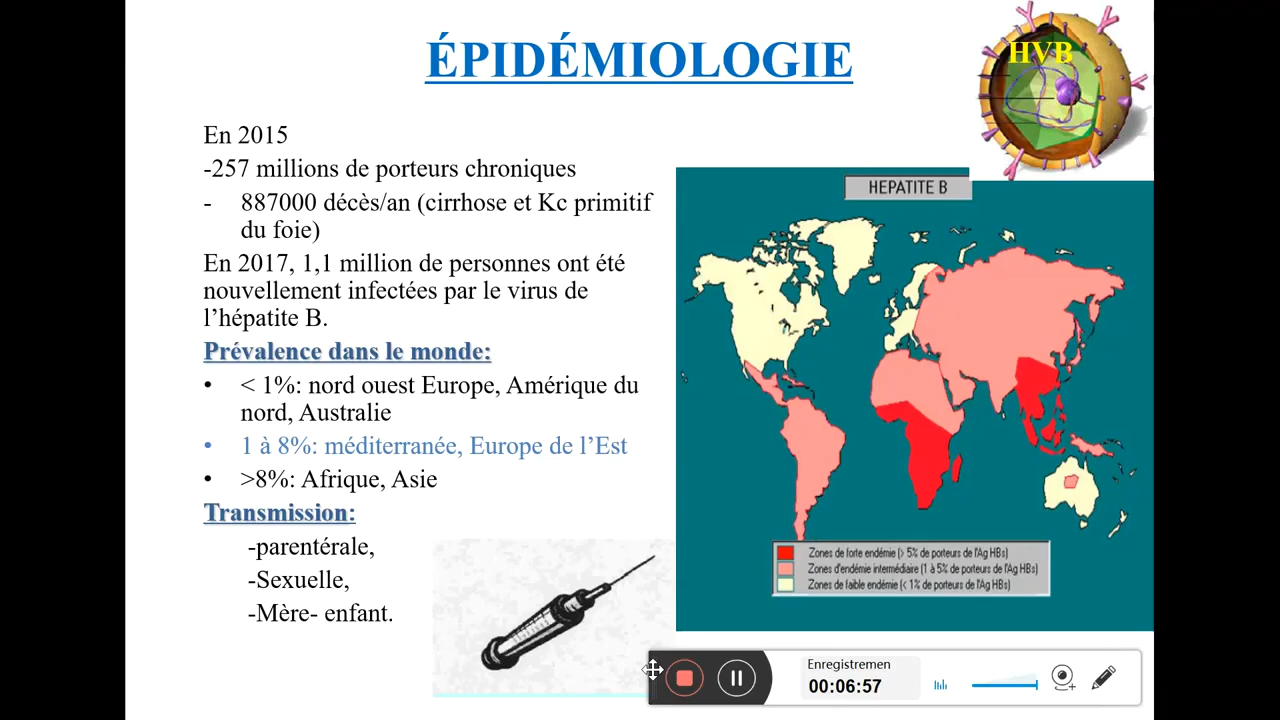 ÉPIDÉMIOLOGIE
HVB
En 2015
-257 millions de porteurs chroniques
- 887000 décès/an (cirrhose et Kc primitif
du foie)
En 2017, 1,1 million de personnes ont été
nouvellement infectées par le virus de
l’hépatite B.
Prévalence dans le monde:
• < 1%: nord ouest Europe, Amérique du
nord, Australie
• 1 à 8%: méditerranée, Europe de l’Est
• >8%: Afrique, Asie
Transmission:
-parentérale,
-Sexuelle,
-Mère- enfant.
HEPATITE B
Zones de forte endémie (> 5% de porteurs de l'Ag HBs)
Zones d'endémie intermédiaire (1 à 5% de porteurs de l'Ag HBs)
Zones de faible endémie (< 1% de porteurs de l'Ag HBs)
Enregistremen
00:06:57